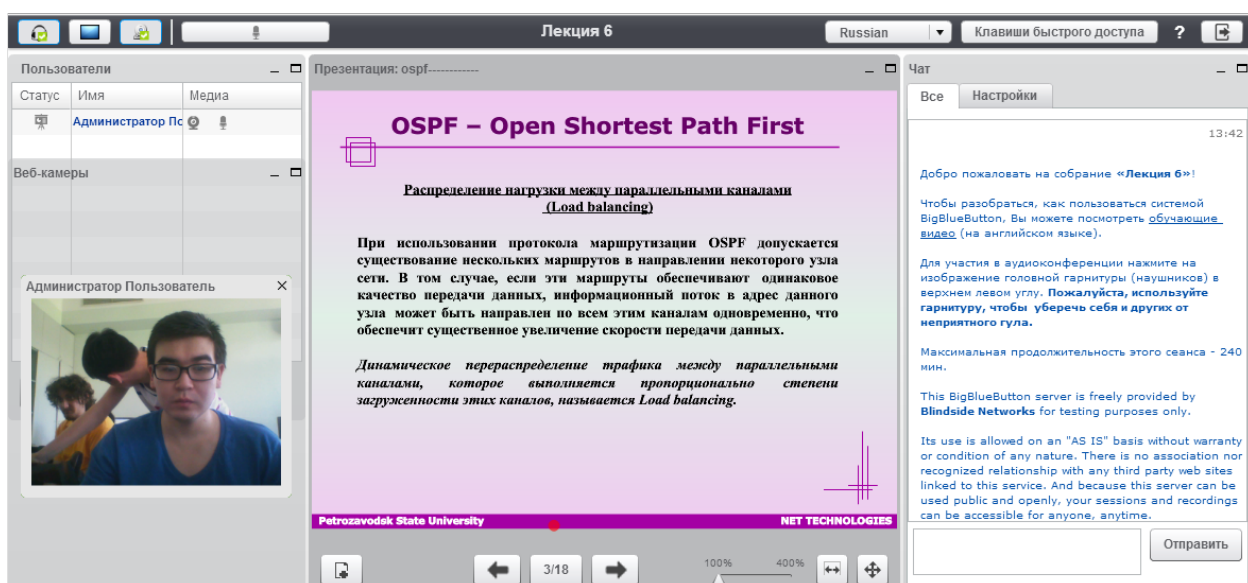 Лекция 6
Russian
Клавиши быстрого доступа
?
Пользователи
Статус Имя Медиа
Администратор По
Веб-камеры
Администратор Пользователь
Презентация: ospf------------
OSPF – Open Shortest Path First
Распределение нагрузки между параллельными каналами
(Load balancing)
При использовании протокола маршрутизации OSPF допускается
существование нескольких маршрутов в направлении некоторого узла
сети. В том случае, если эти маршруты обеспечивают одинаковое
качество передачи данных, информационный поток в адрес данного
узла может быть направлен по всем этим каналам одновременно, что
обеспечит существенное увеличение скорости передачи данных.
Динамическое перераспределение трафика между параллельными
каналами, которое выполняется пропорционально степени
загруженности этих каналов, называется Load balancing.
Petrozavodsk State University
NET TECHNOLOGIES
3/18
100% 400%
Чат
Все Настройки
13:42
Добро пожаловать на собрание «Лекция 6»!
Чтобы разобраться, как пользоваться системой
BigBlueButton, Вы можете посмотреть обучающие
видео (на английском языке).
Для участия в аудиоконференции нажмите на
изображение головной гарнитуры (наушников) в
верхнем левом углу. Пожалуйста, используйте
гарнитуру, чтобы уберечь себя и других от
неприятного гула.
Максимальная продолжительность этого сеанса - 240
мин.
This BigBlueButton server is freely provided by
Blindside Networks for testing purposes only.
Its use is allowed on an "AS IS" basis without warranty
or condition of any nature. There is no association nor
recognized relationship with any third party web sites
linked to this service. And because this server can be
used public and openly, your sessions and recordings
can be accessible for anyone, anytime.
Отправить